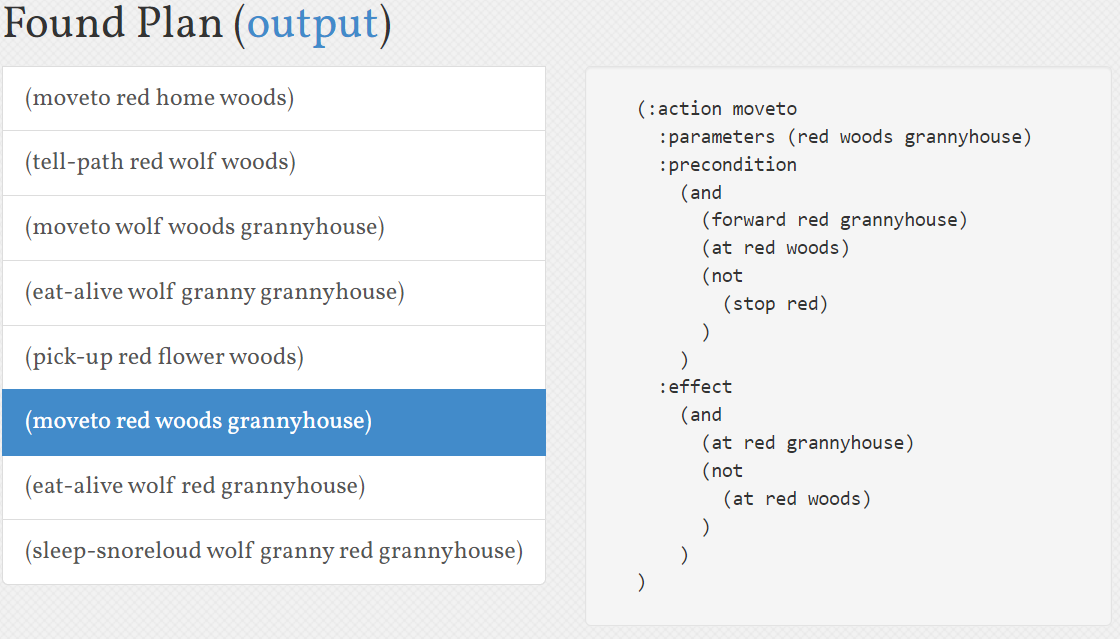 Found Plan (output)
(moveto red home woods)
(tell-path red wolf woods)
(moveto wolf woods grannyhouse)
(eat-alive wolf granny grannyhouse)
(pick-up red flower woods)
(moveto red woods grannyhouse)
(eat-alive wolf red grannyhouse)
(sleep-snoreloud wolf granny red grannyhouse)
(:action moveto
:parameters (red woods grannyhouse)
:precondition
(and
(forward red grannyhouse)
(at red woods)
(not
(stop red)
)
)
:effect
(and
(at red grannyhouse)
(not
(at red woods)
)
)
)